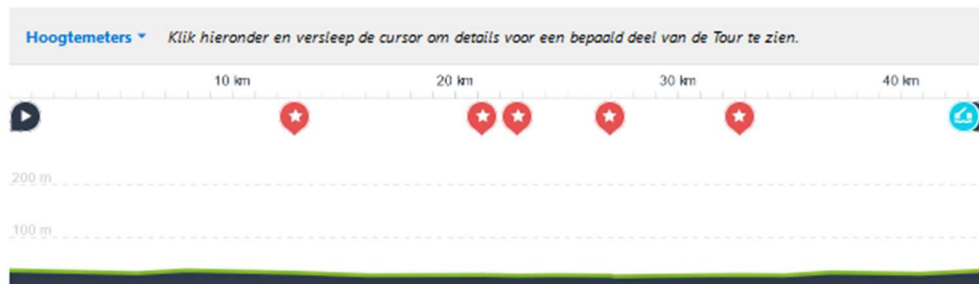 Hoogtemeters Klik hieronder en versleep de cursor om details voor een bepaald deel van de Tour te zien.
10 km 20 km 30 km 40 km
200 m
100 m